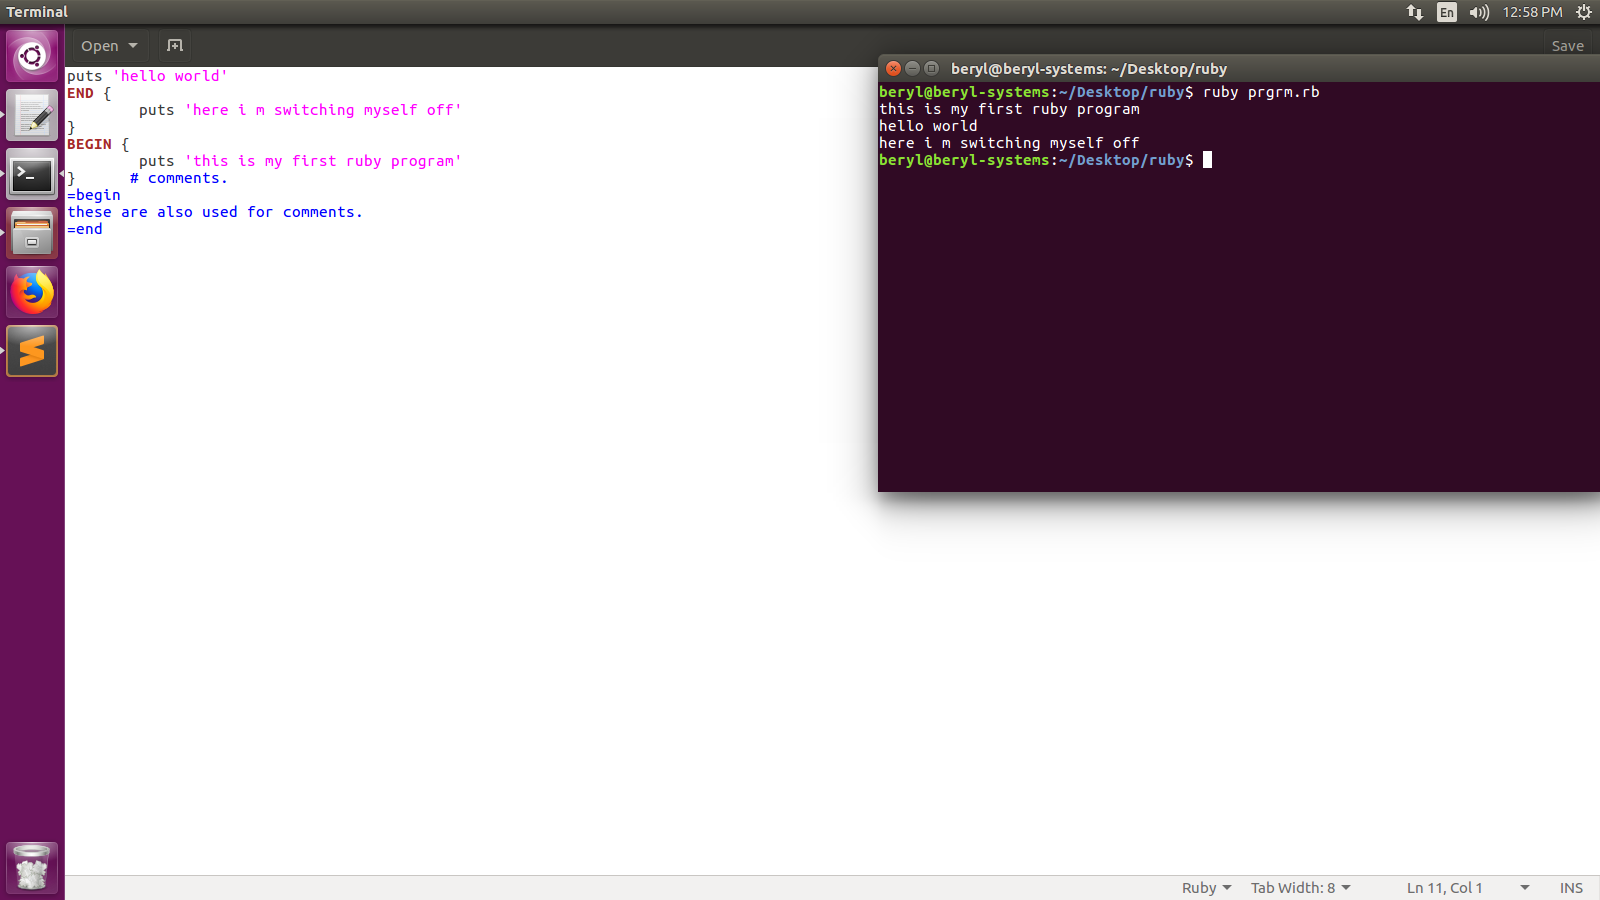 Terminal
En
12:58 PM
Open
Save
puts 'hello world'
END {
        puts 'here i m switching myself off'
}
BEGIN {
        puts 'this is my first ruby program'
}      # comments.
=begin
these are also used for comments.
=end
beryl@beryl-systems: ~/Desktop/ruby
beryl@beryl-systems:~/Desktop/ruby$ ruby prgrm.rb
this is my first ruby program
hello world
here i m switching myself off
beryl@beryl-systems:~/Desktop/ruby$
Ruby
Tab Width: 8
Ln 11, Col 1
INS